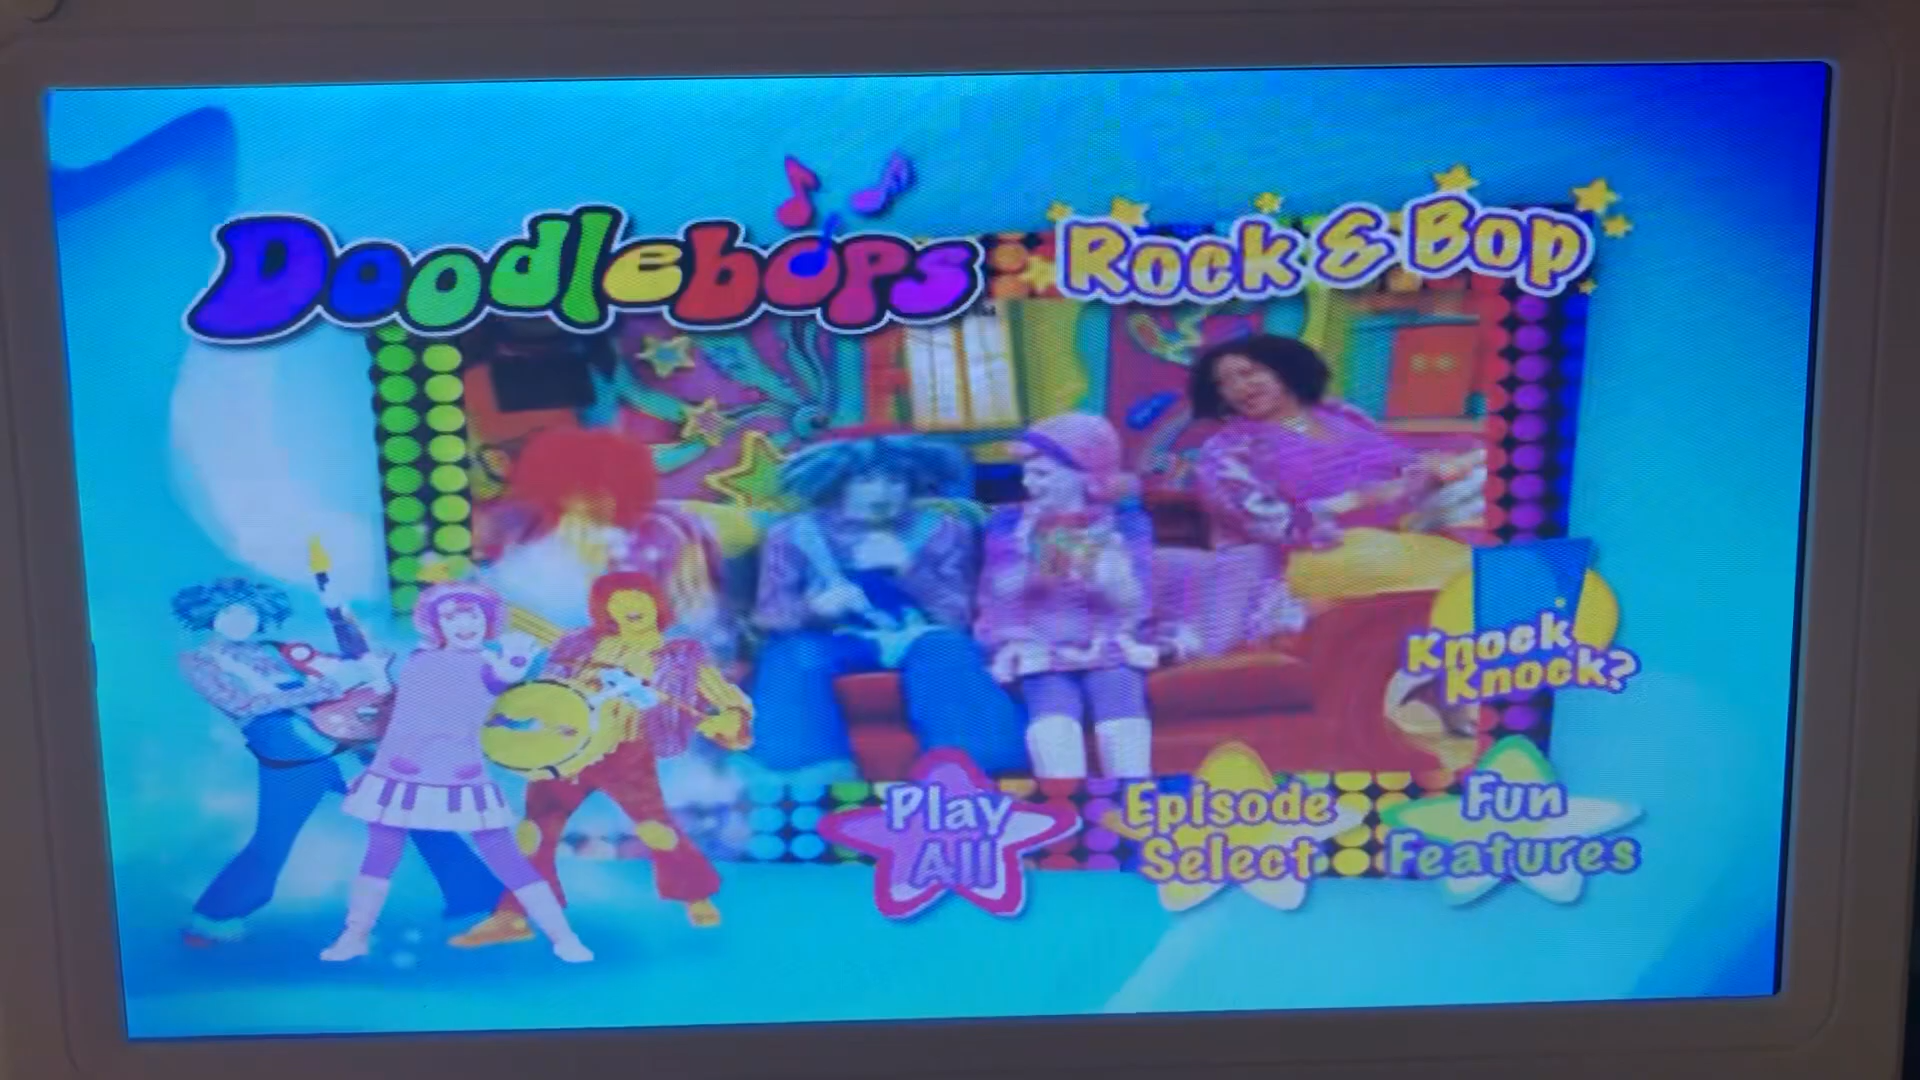 Doodlebops
Rock & Bop
Knock
Knock?
Play
All
Episode
Select
Fun
Features